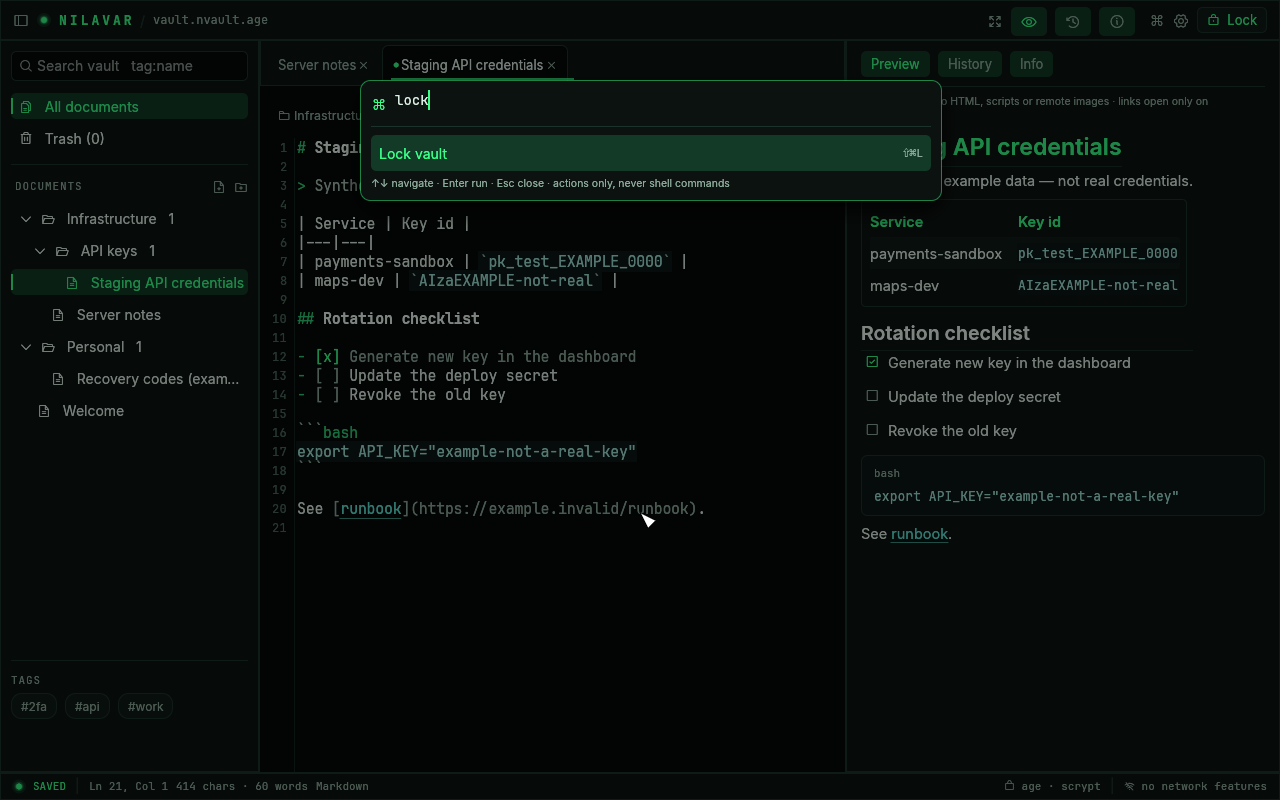 NILAVAR / vault.nvault.age
Lock
Search vault tag:name
All documents
Trash (0)
DOCUMENTS
Infrastructure 1
API keys 1
Staging API credentials
Server notes
Personal 1
Recovery codes (exam...
Welcome
TAGS
#2fa #api #work
Server notes ×
Staging API credentials ×
lock
Lock vault ⇧⌘L
↑↓ navigate · Enter run · Esc close · actions only, never shell commands
1 #
2
3 >
4
5 | Service | Key id |
6 |---|---|
7 | payments-sandbox | `pk_test_EXAMPLE_0000` |
8 | maps-dev | `AIzaEXAMPLE-not-real` |
9
10 ## Rotation checklist
11
12 - [x] Generate new key in the dashboard
13 - [ ] Update the deploy secret
14 - [ ] Revoke the old key
15
16 ```bash
17 export API_KEY="example-not-a-real-key"
18 ```
19
20 See [runbook](https://example.invalid/runbook).
21
Preview History Info
HTML, scripts or remote images · links open only on
API credentials
example data — not real credentials.
Service Key id
payments-sandbox pk_test_EXAMPLE_0000
maps-dev AIzaEXAMPLE-not-real
Rotation checklist
Generate new key in the dashboard
Update the deploy secret
Revoke the old key
bash
export API_KEY="example-not-a-real-key"
See runbook.
SAVED Ln 21, Col 1 414 chars · 60 words Markdown
age · scrypt no network features